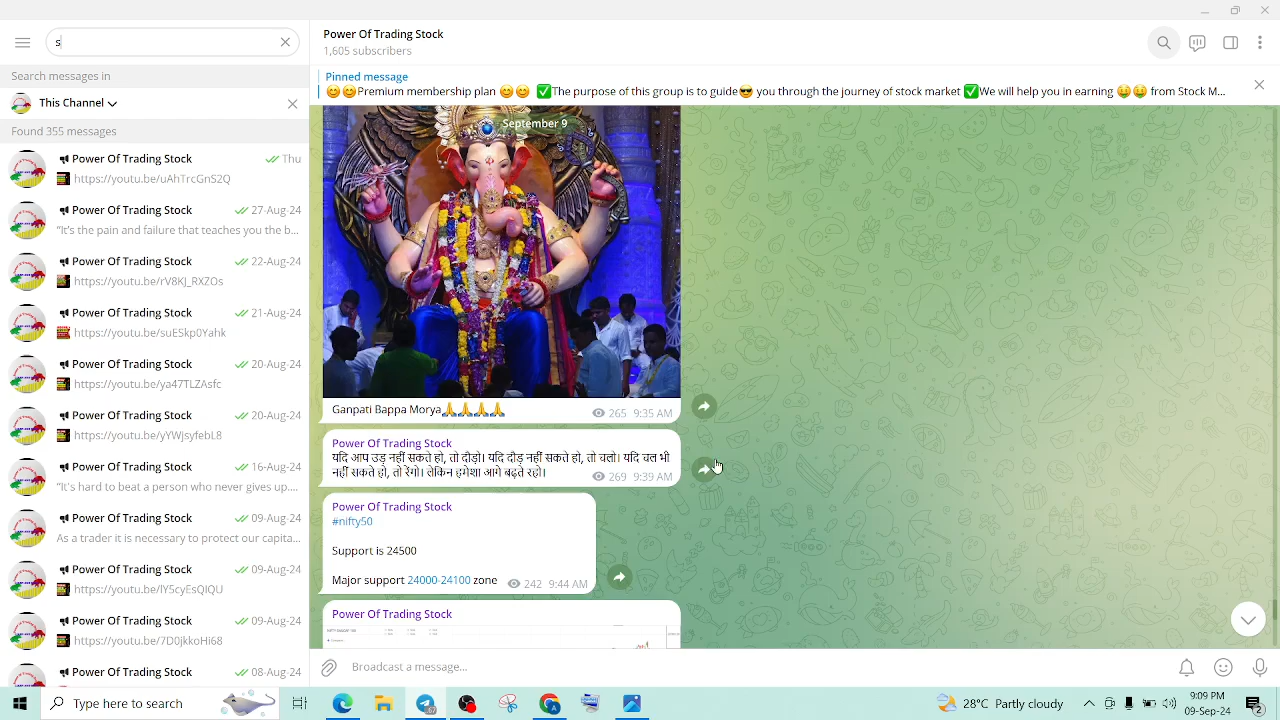 s
Power Of Trading Stock
1,605 subscribers
Search messages in
Pinned message
😊😊Premium membership plan 😊😊 ✅The purpose of this group is to guide😎 you through the journey of stock market ✅We will help you in earning 🤑🤑 from Stock M...
This Channel
Found 353 messages
September 9
Power Of Trading Stock Thu
https://youtu.be/uAhTrcGnS2Q
Power Of Trading Stock 27-Aug-24
"It's the pain and failure that teaches you the b...
Power Of Trading Stock 22-Aug-24
https://youtu.be/rV8KJ_RXZOs
Power Of Trading Stock 21-Aug-24
https://youtu.be/suESkp0Yahk
Power Of Trading Stock 20-Aug-24
https://youtu.be/ya47TLZAsfc
Power Of Trading Stock 20-Aug-24
https://youtu.be/yYWJsyfebL8
Power Of Trading Stock 16-Aug-24
"It's hard to beat a person who never gives up....
Power Of Trading Stock 09-Aug-24
As a trader it is necessary to protect our capita...
Power Of Trading Stock 09-Aug-24
Power Of Trading Stock 09-Aug-24
Power Of Trading Stock 08-Aug-24
Ganpati Bappa Morya🙏🙏🙏🙏 265 9:35 AM
Power Of Trading Stock
यदि आप उड़ नहीं सकते हो, तो दौड़ो। यदि दौड़ नहीं सकते हो, तो चलो। यदि चल भी
नहीं सकते हो, तो रेंगो। लेकिन हमेशा आगे बढ़ते रहो। 269 9:39 AM
Power Of Trading Stock
#nifty50
Support is 24500
Major support 24000-24100 zone 242 9:44 AM
Power Of Trading Stock
Broadcast a message...
Type here to search
28°C Partly cloudy
9:09 PM
09-Sep-24
2